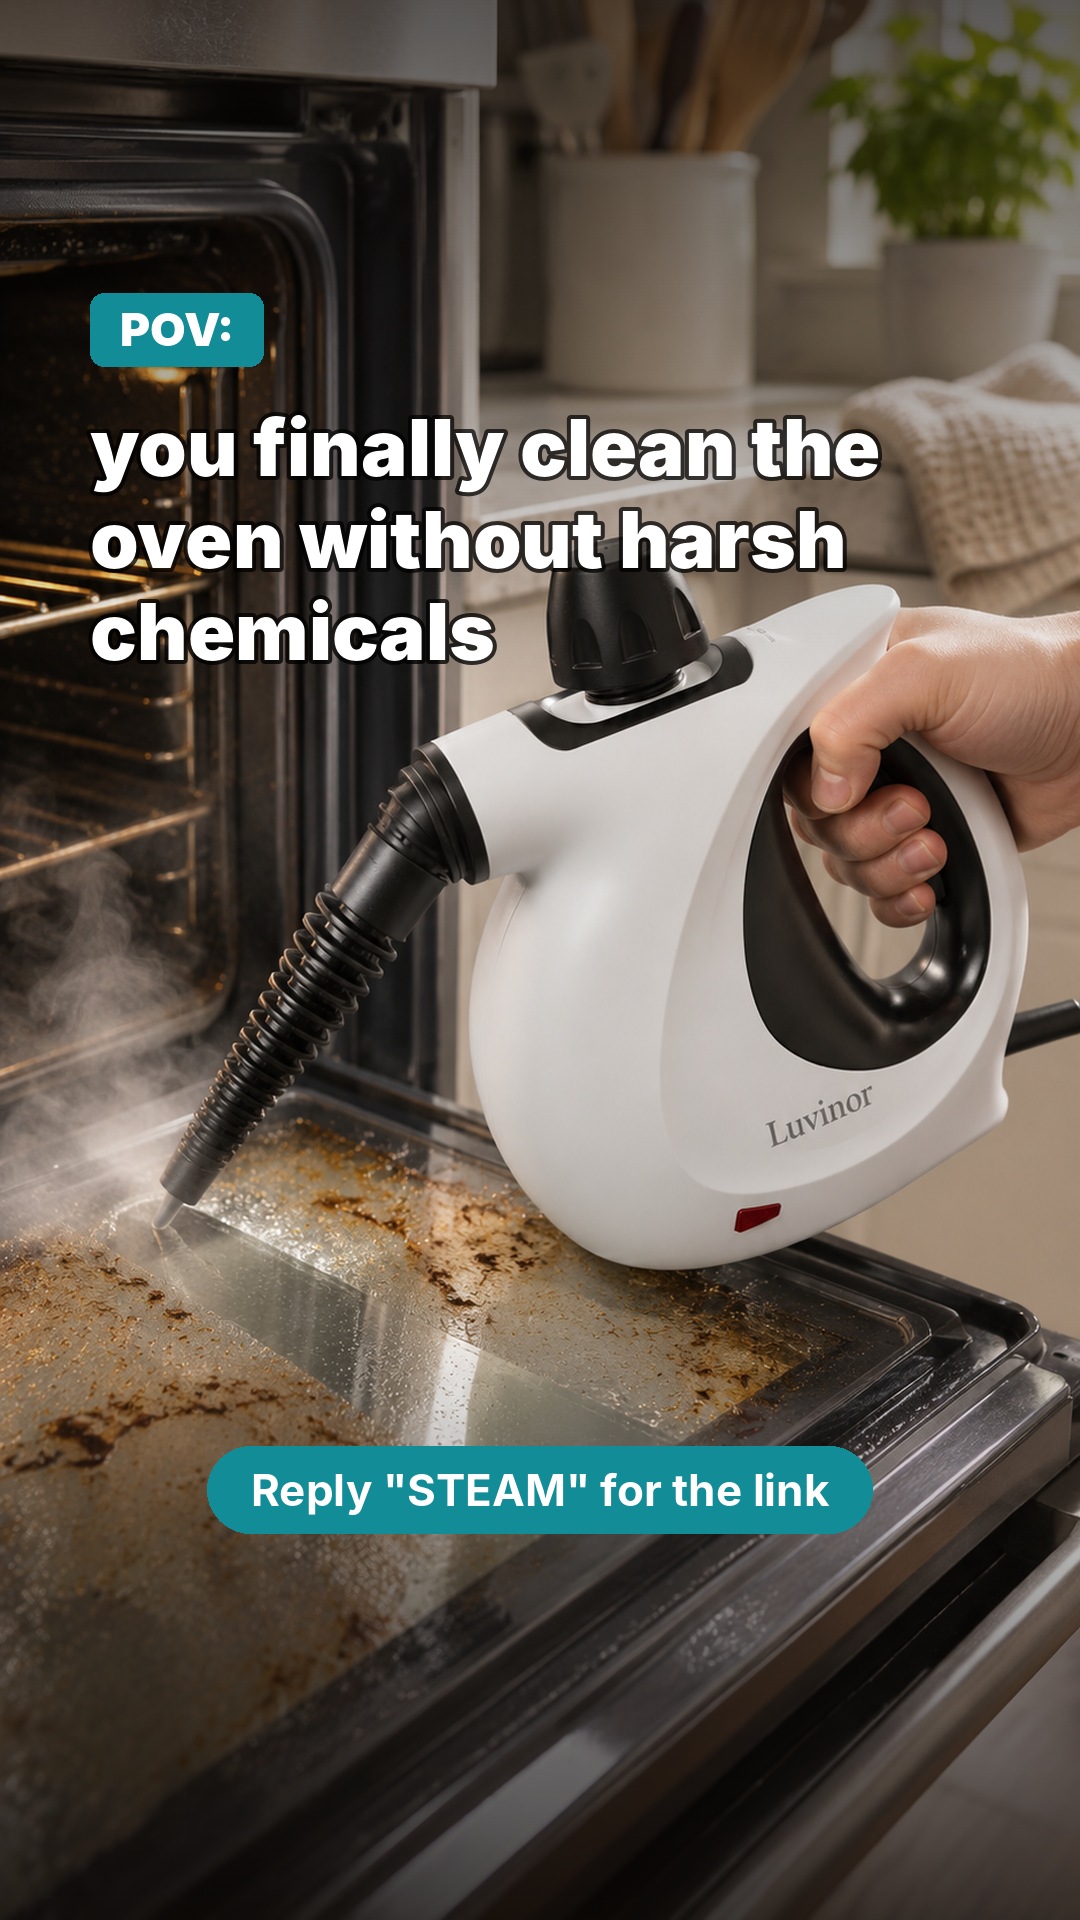 POV:
you finally clean the
oven without harsh
chemicals
Luvinor
Reply "STEAM" for the link